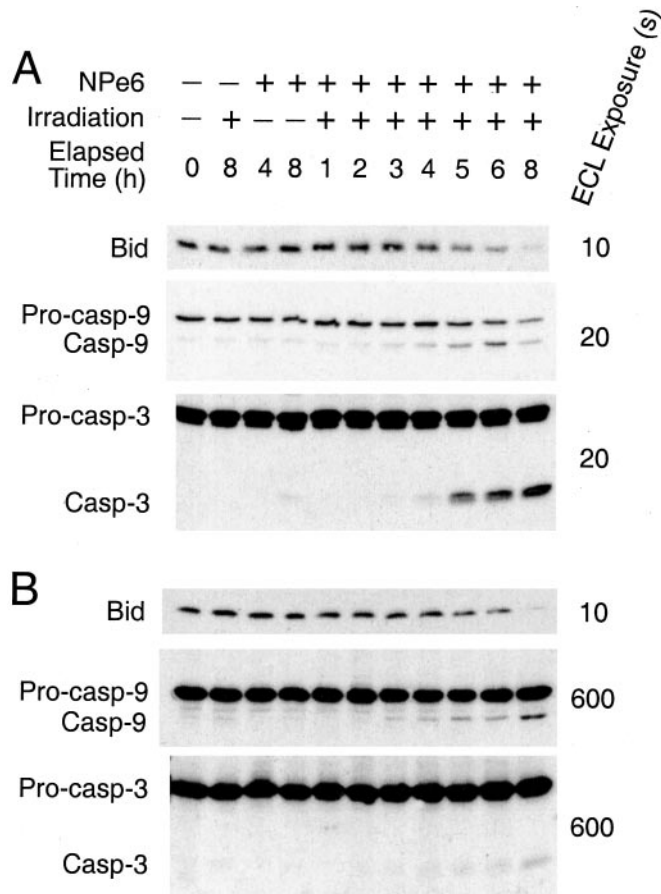 A
NPe6 – – + + + + + + + + +
Irradiation – + – – + + + + + + +
Elapsed
Time (h) 0 8 4 8 1 2 3 4 5 6 8
ECL Exposure (s)
Bid 10
Pro-casp-9
Casp-9 20
Pro-casp-3
20
Casp-3
B
Bid 10
Pro-casp-9 600
Casp-9
Pro-casp-3
600
Casp-3